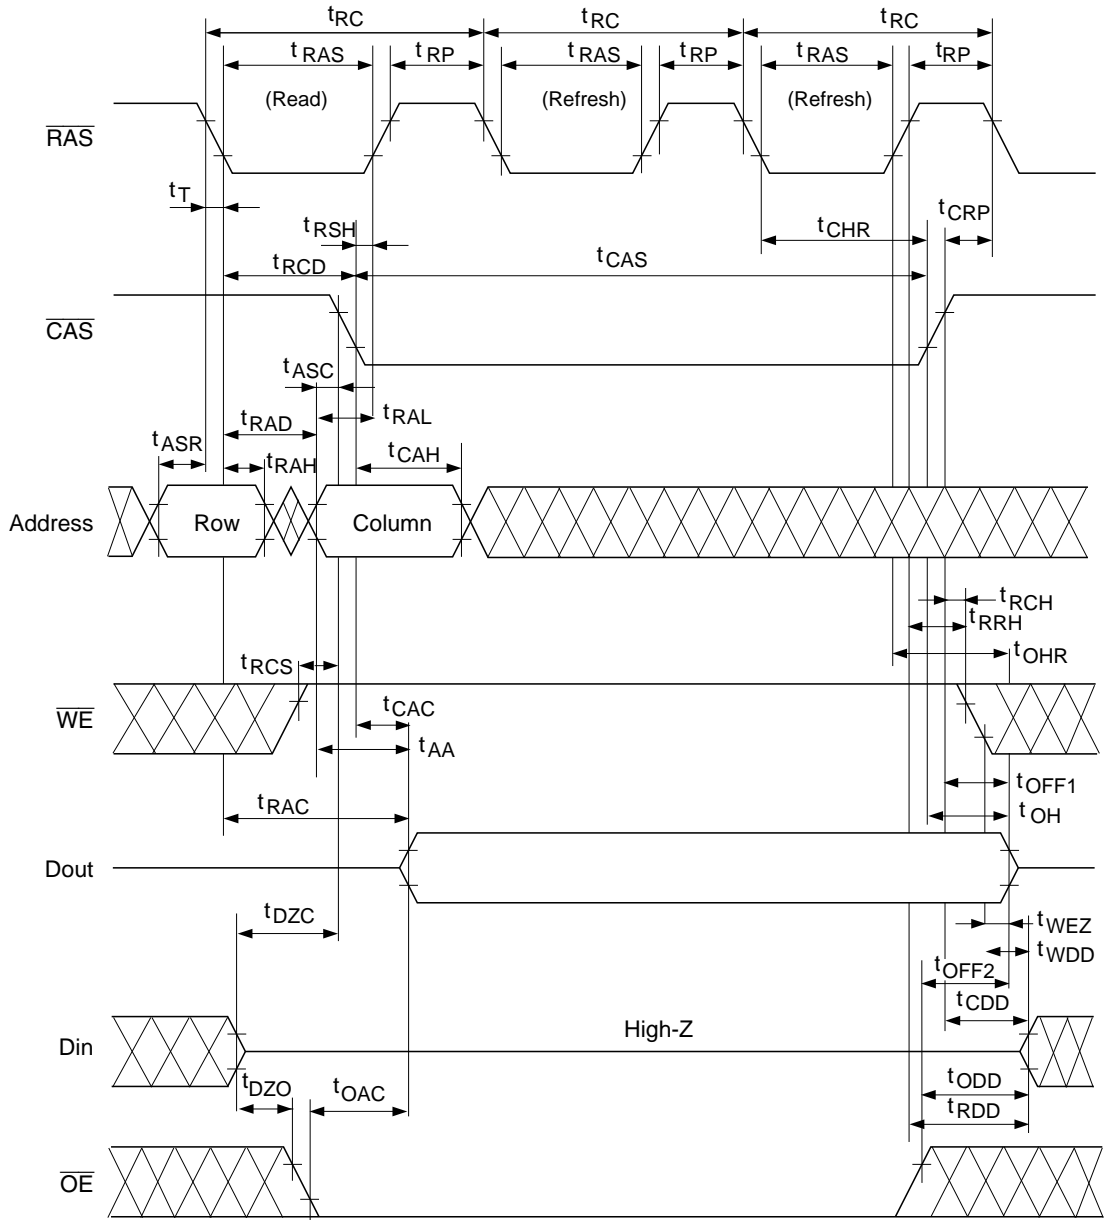 tRC tRC tRC
tRAS tRP tRAS tRP tRAS tRP
(Read) (Refresh) (Refresh)
RAS
tT
tRSH tCHR tCRP
tRCD tCAS
CAS
tASC
tRAD tRAL
tASR tRAH tCAH
Address Row Column
tRCH
tRRH
tRCS tOHR
WE
tCAC
tAA
tOFF1
tRAC tOH
Dout
tDZC tWEZ
tWDD
tOFF2
tCDD
Din High-Z
tDZO tOAC tODD
tRDD
OE